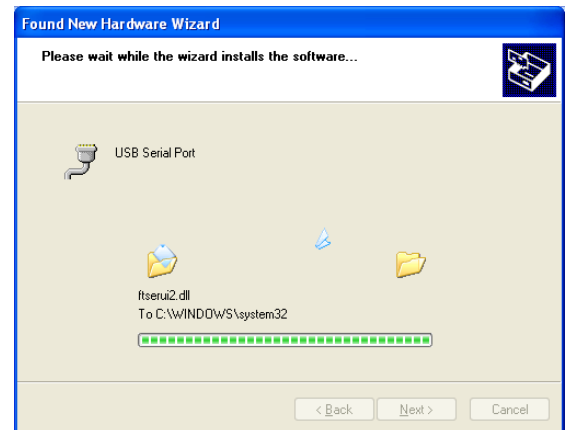 Found New Hardware Wizard
Please wait while the wizard installs the software...
USB Serial Port
ftserui2.dll
To C:\WINDOWS\system32
< Back Next > Cancel